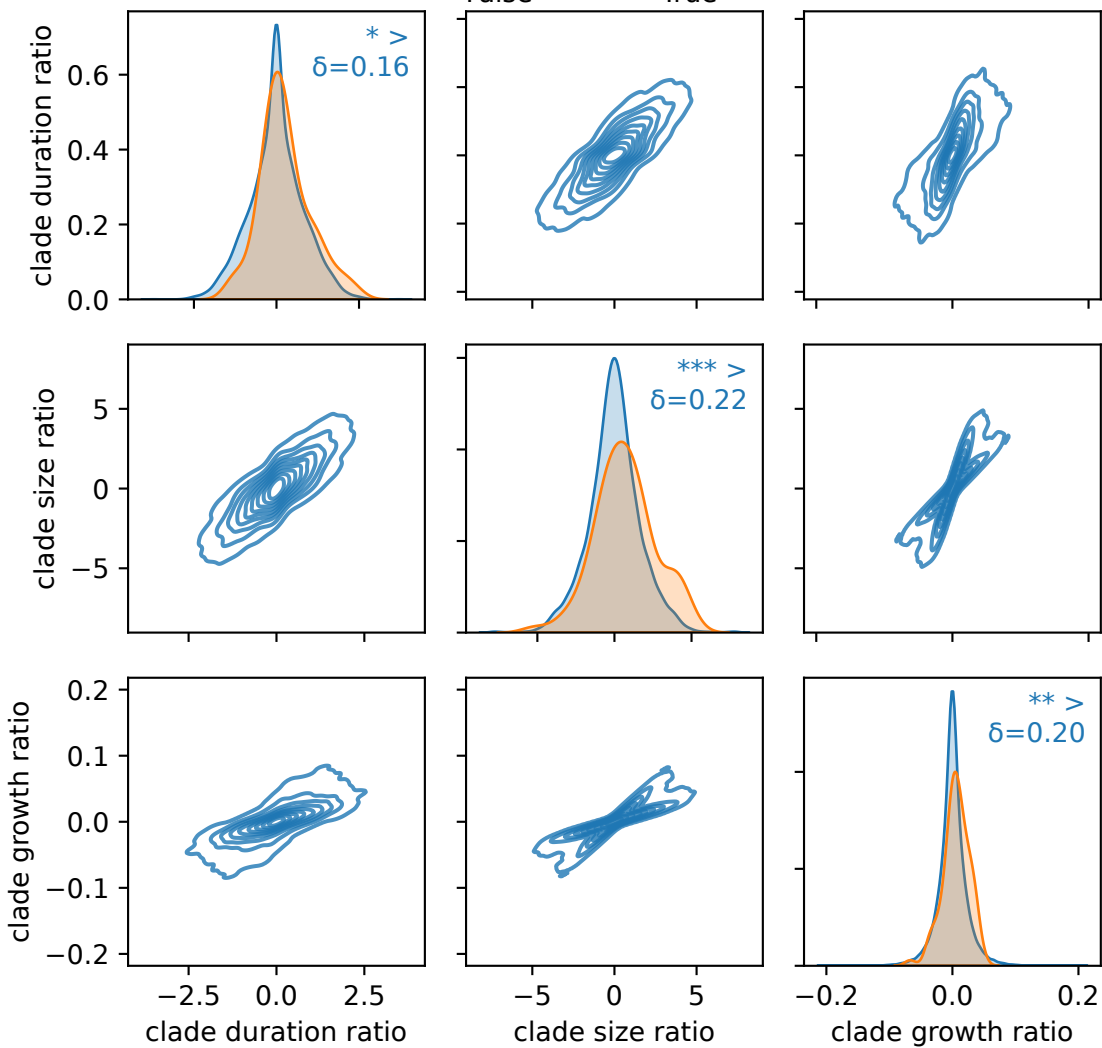 True
* >
δ=0.16
clade duration ratio
0.6
0.4
0.2
0.0
*** >
δ=0.22
clade size ratio
5
0
−5
** >
δ=0.20
clade growth ratio
0.2
0.1
0.0
−0.1
−0.2
−2.5 0.0 2.5 −5 0 5 −0.2 0.0 0.2
clade duration ratio clade size ratio clade growth ratio